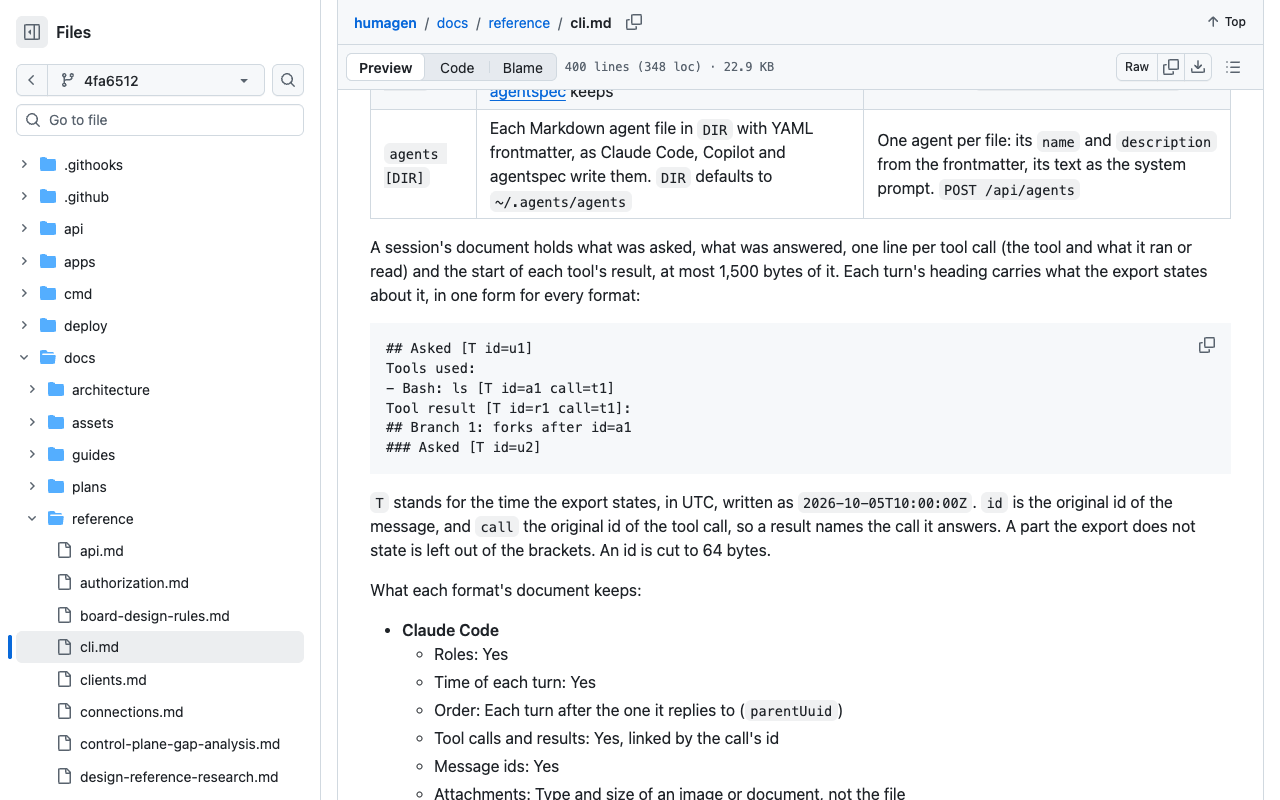 Files
4fa6512
Go to file
.githooks
.github
api
apps
cmd
deploy
docs
architecture
assets
guides
plans
reference
api.md
authorization.md
board-design-rules.md
cli.md
clients.md
connections.md
control-plane-gap-analysis.md
design-reference-research.md
humagen / docs / reference / cli.md
Top
Preview Code Blame 400 lines (348 loc) · 22.9 KB
Raw
agentspec keeps
agents [DIR]
Each Markdown agent file in DIR with YAML
frontmatter, as Claude Code, Copilot and
agentspec write them. DIR defaults to
~/.agents/agents
One agent per file: its name and description
from the frontmatter, its text as the system
prompt. POST /api/agents
A session's document holds what was asked, what was answered, one line per tool call (the tool and what it ran or
read) and the start of each tool's result, at most 1,500 bytes of it. Each turn's heading carries what the export states
about it, in one form for every format:
## Asked [T id=u1]
Tools used:
- Bash: ls [T id=a1 call=t1]
Tool result [T id=r1 call=t1]:
## Branch 1: forks after id=a1
### Asked [T id=u2]
T stands for the time the export states, in UTC, written as 2026-10-05T10:00:00Z. id is the original id of the
message, and call the original id of the tool call, so a result names the call it answers. A part the export does not
state is left out of the brackets. An id is cut to 64 bytes.
What each format's document keeps:
• Claude Code
◦ Roles: Yes
◦ Time of each turn: Yes
◦ Order: Each turn after the one it replies to (parentUuid)
◦ Tool calls and results: Yes, linked by the call's id
◦ Message ids: Yes
◦ Attachments: Type and size of an image or document, not the file